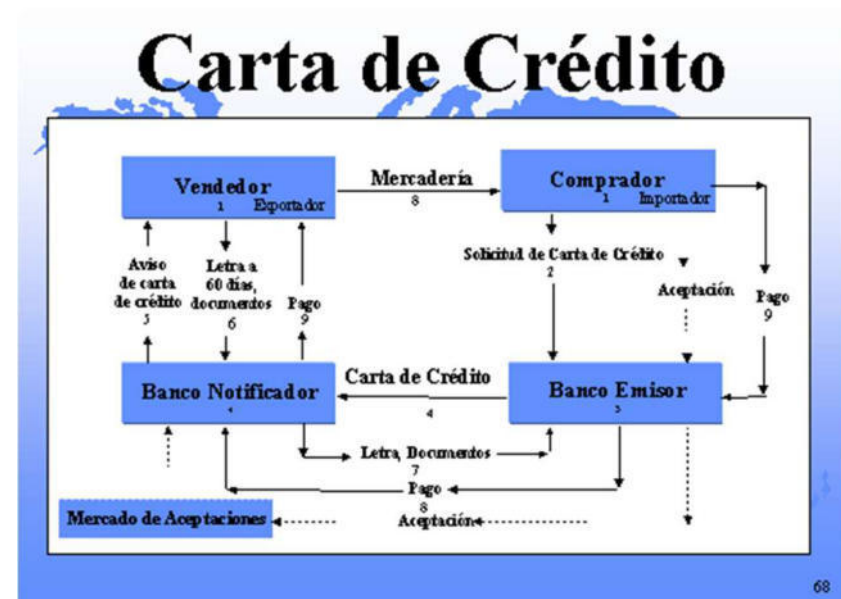 Carta de Crédito
Vendedor
1
Exportador
Mercadería
8
Comprador
1
Importador
Aviso
de carta
de crédito
5
Letra a
60 días,
documentos
6
Pago
9
Solicitud de Carta de Crédito
2
Aceptación
Pago
9
Banco Notificador
4
Carta de Crédito
4
Banco Emisor
3
Letra, Documentos
7
Pago
8
Mercado de Aceptaciones
Aceptación
68